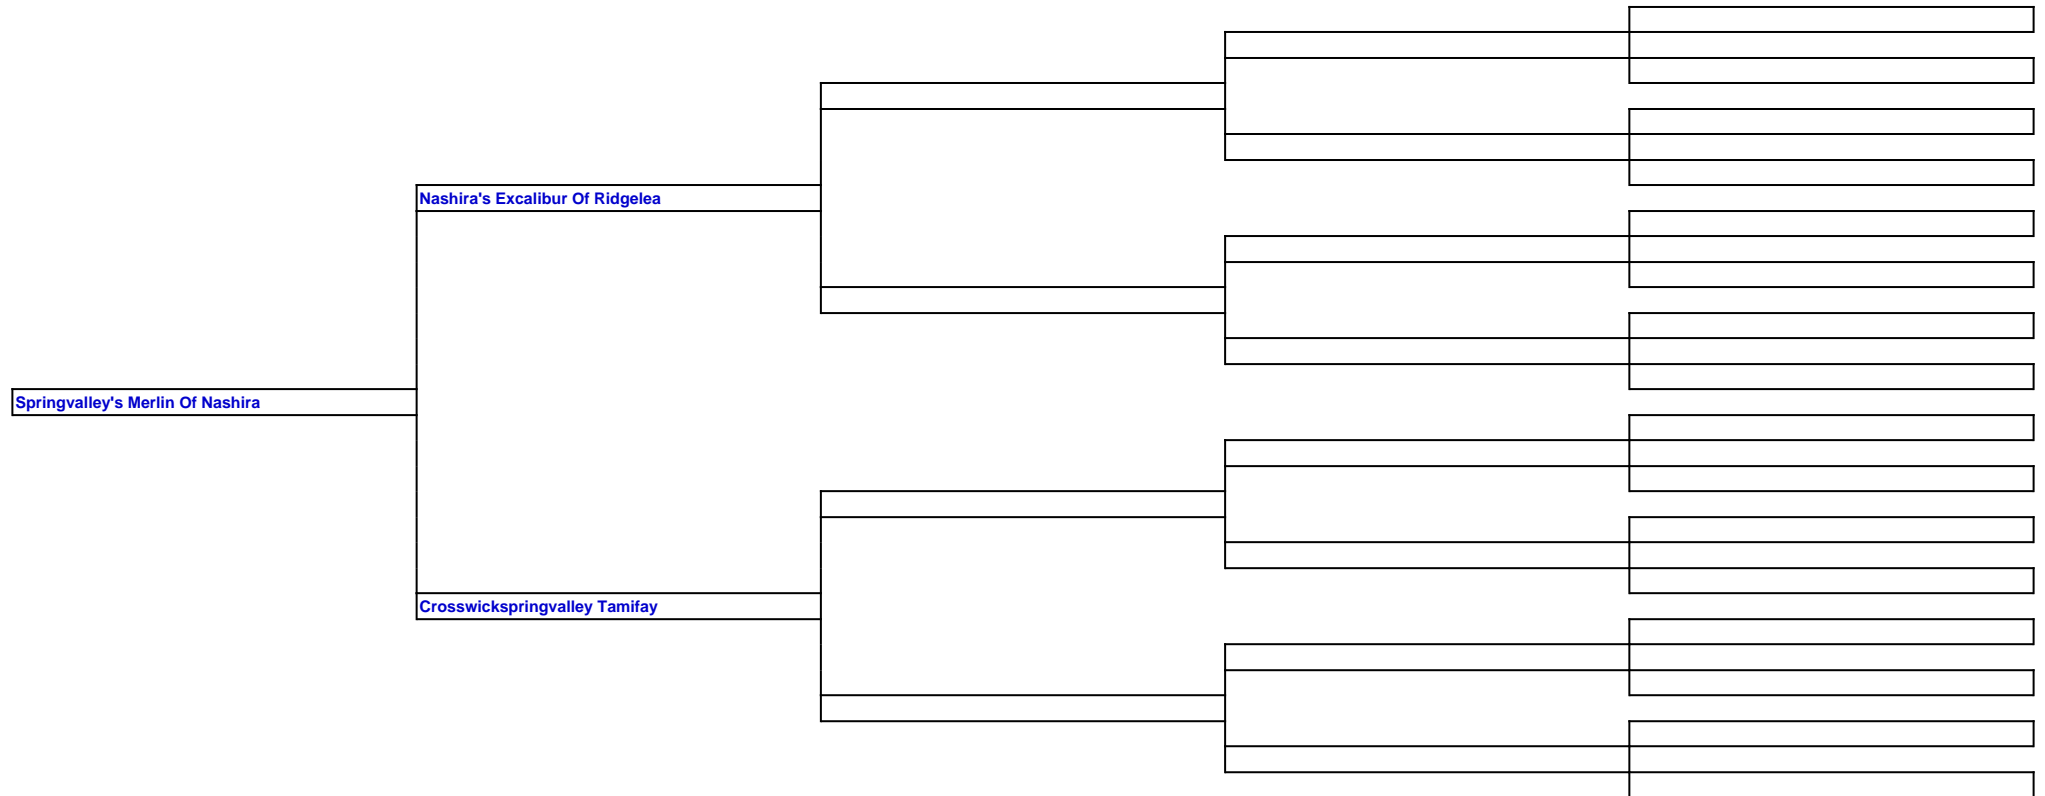 Nashira's Excalibur Of Ridgelea
Springvalley's Merlin Of Nashira
Crosswickspringvalley Tamifay